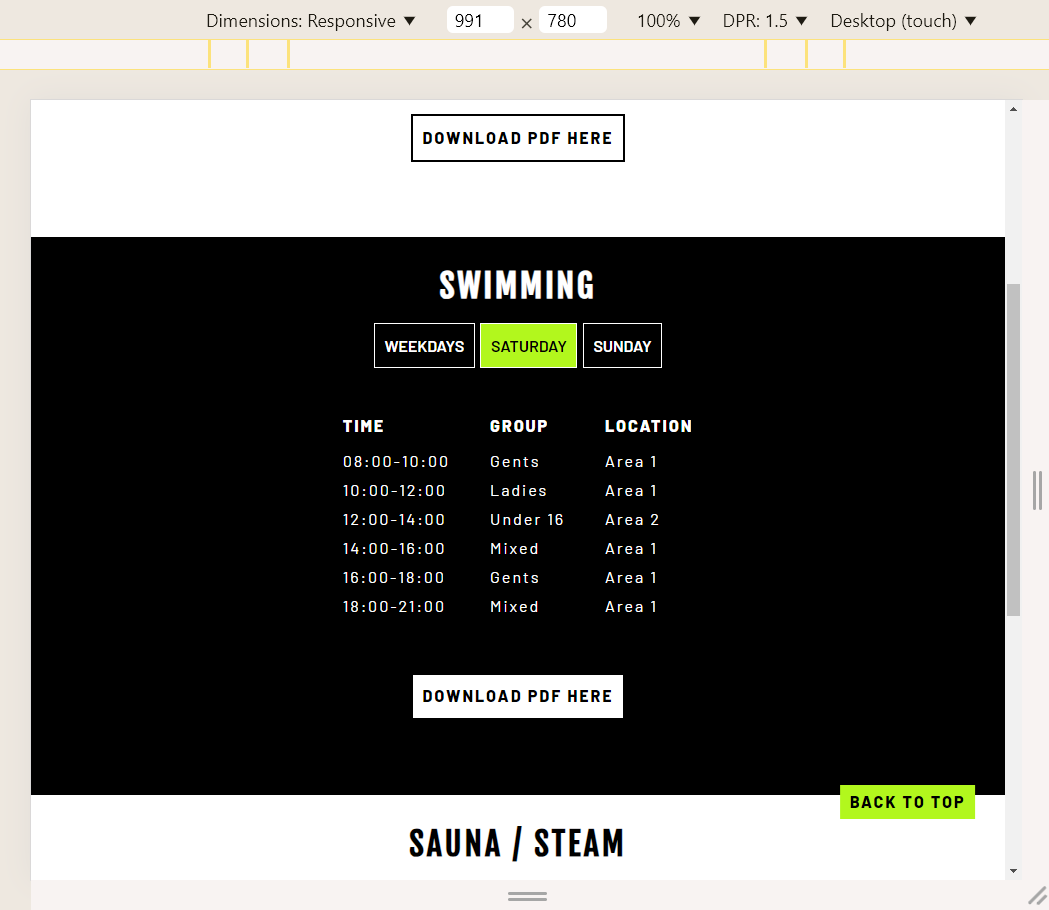 Dimensions: Responsive ▼ 991 × 780 100% ▼ DPR: 1.5 ▼ Desktop (touch) ▼
DOWNLOAD PDF HERE
SWIMMING
WEEKDAYS SATURDAY SUNDAY
TIME GROUP LOCATION
08:00-10:00 Gents Area 1
10:00-12:00 Ladies Area 1
12:00-14:00 Under 16 Area 2
14:00-16:00 Mixed Area 1
16:00-18:00 Gents Area 1
18:00-21:00 Mixed Area 1
DOWNLOAD PDF HERE
BACK TO TOP
SAUNA / STEAM